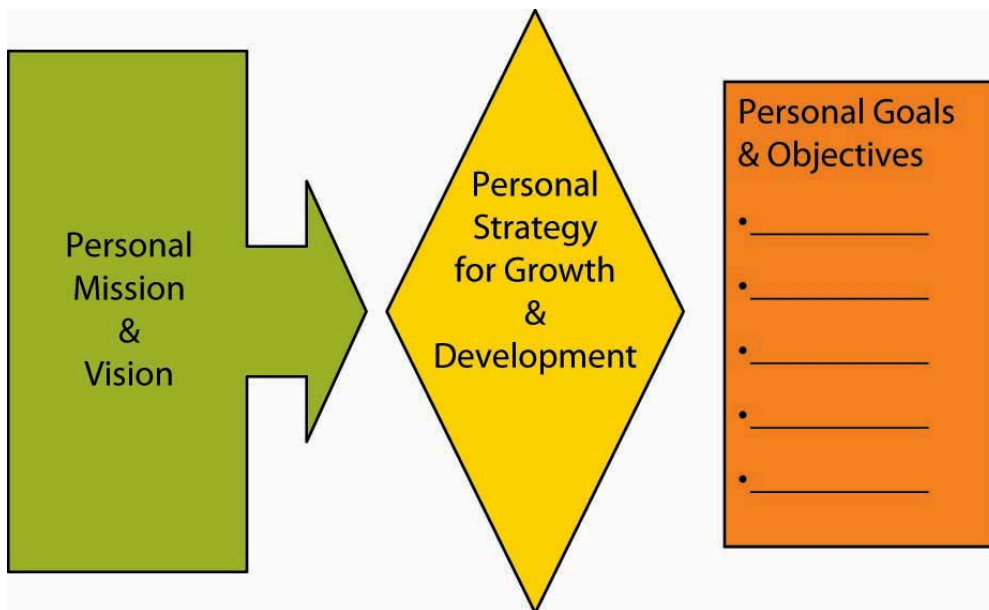 Personal
Mission
&
Vision
Personal
Strategy
for Growth
&
Development
Personal Goals
& Objectives
•
•
•
•
•